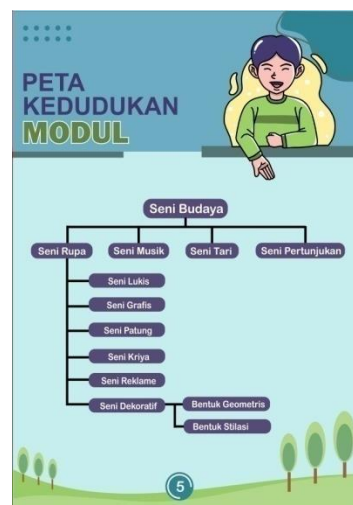 PETA
KEDUDUKAN
MODUL
Seni Budaya
Seni Rupa
Seni Musik
Seni Tari
Seni Pertunjukan
Seni Lukis
Seni Grafis
Seni Patung
Seni Kriya
Seni Reklame
Seni Dekoratif
Bentuk Geometris
Bentuk Stilasi
5